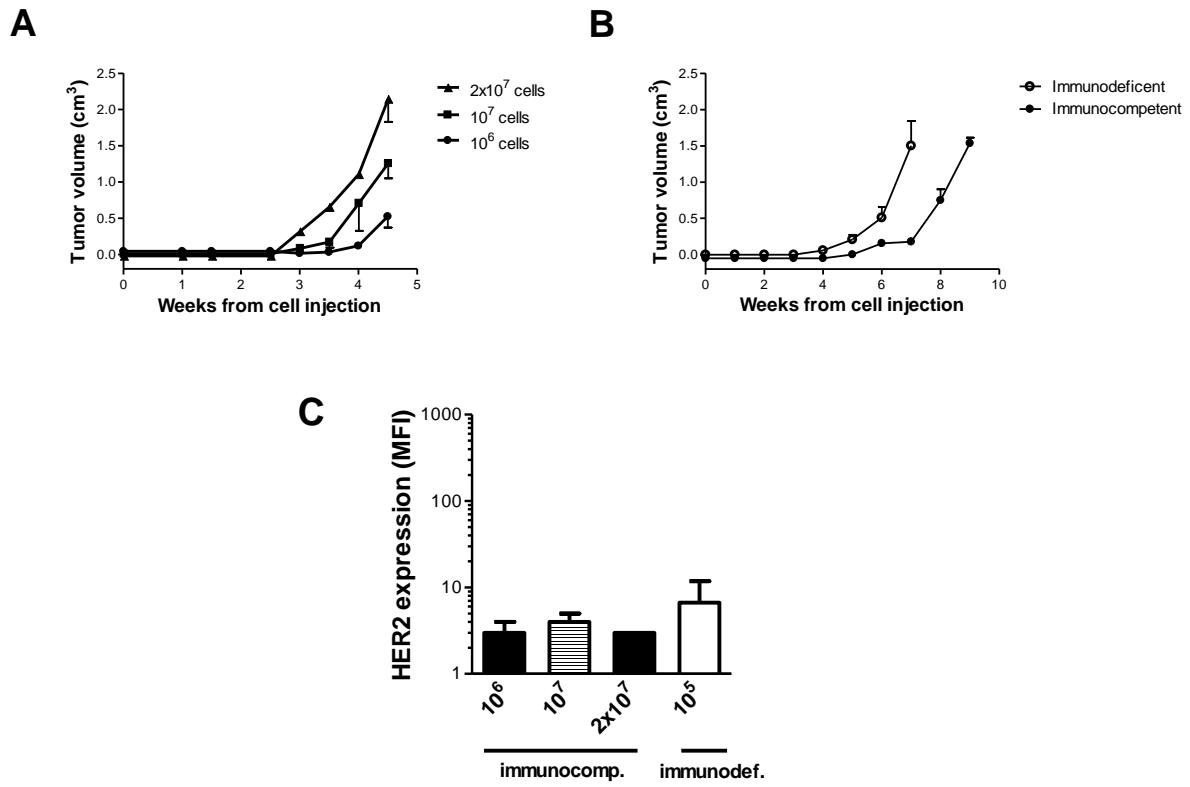 A
Tumor volume (cm³)
2.5
2.0
1.5
1.0
0.5
0.0
0 1 2 3 4 5
Weeks from cell injection
2x10⁷ cells
10⁷ cells
10⁶ cells
B
Tumor volume (cm³)
2.5
2.0
1.5
1.0
0.5
0.0
0 2 4 6 8 10
Weeks from cell injection
Immunodeficent
Immunocompetent
C
HER2 expression (MFI)
1000
100
10
1
10⁶ 10⁷ 2x10⁷ 10⁵
immunocomp. immunodef.